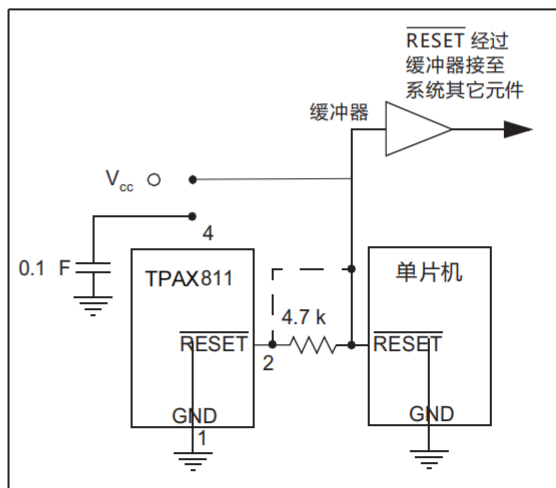 RESET 经过
缓冲器接至
系统其它元件
缓冲器
Vcc
4
0.1 F
TPAX811
单片机
4.7 k
RESET
2
RESET
GND
1
GND